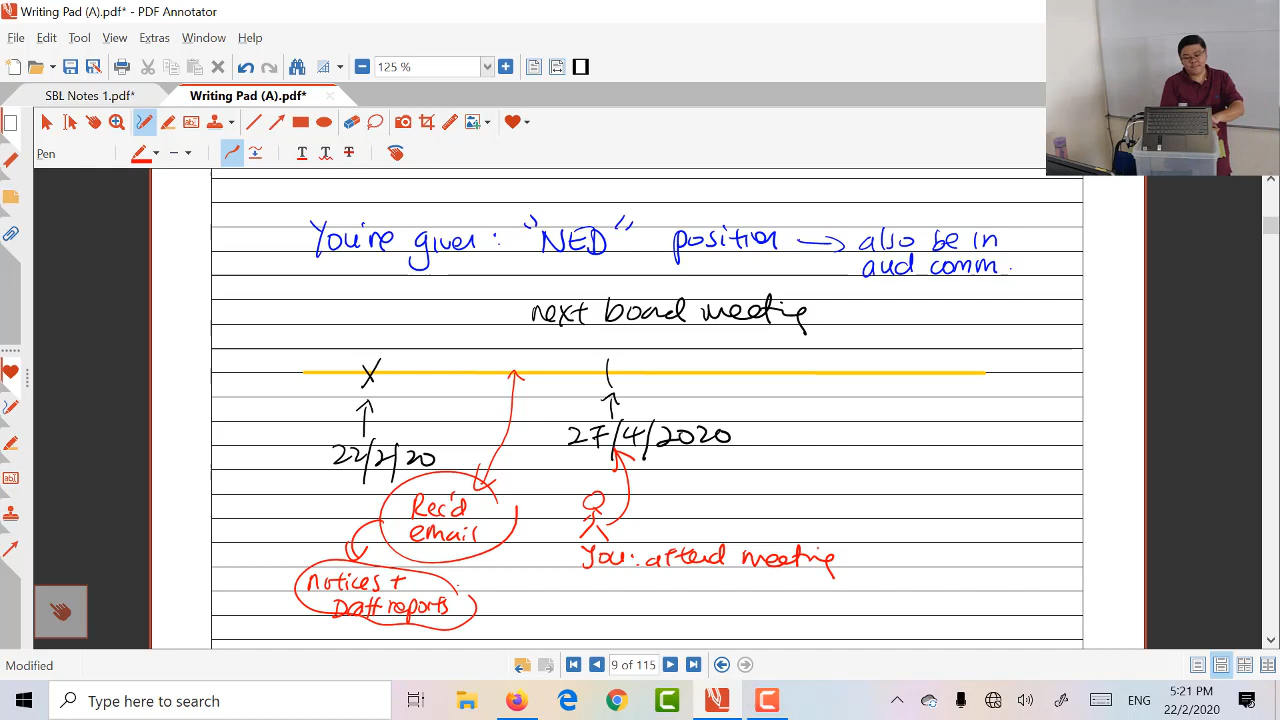 Writing Pad (A).pdf* - PDF Annotator
File Edit Tool View Extras Window Help
125 %
SBL Notes 1.pdf*
Writing Pad (A).pdf*
Pen
You're given: "NED" position → also be in
aud comm.
next board meeting
X
22/2/20
27/4/2020
Rec'd
email
You: attend meeting
Notices +
Daft reports
9 of 115
Modified
Type here to search
ENG
5:21 PM
22/2/2020